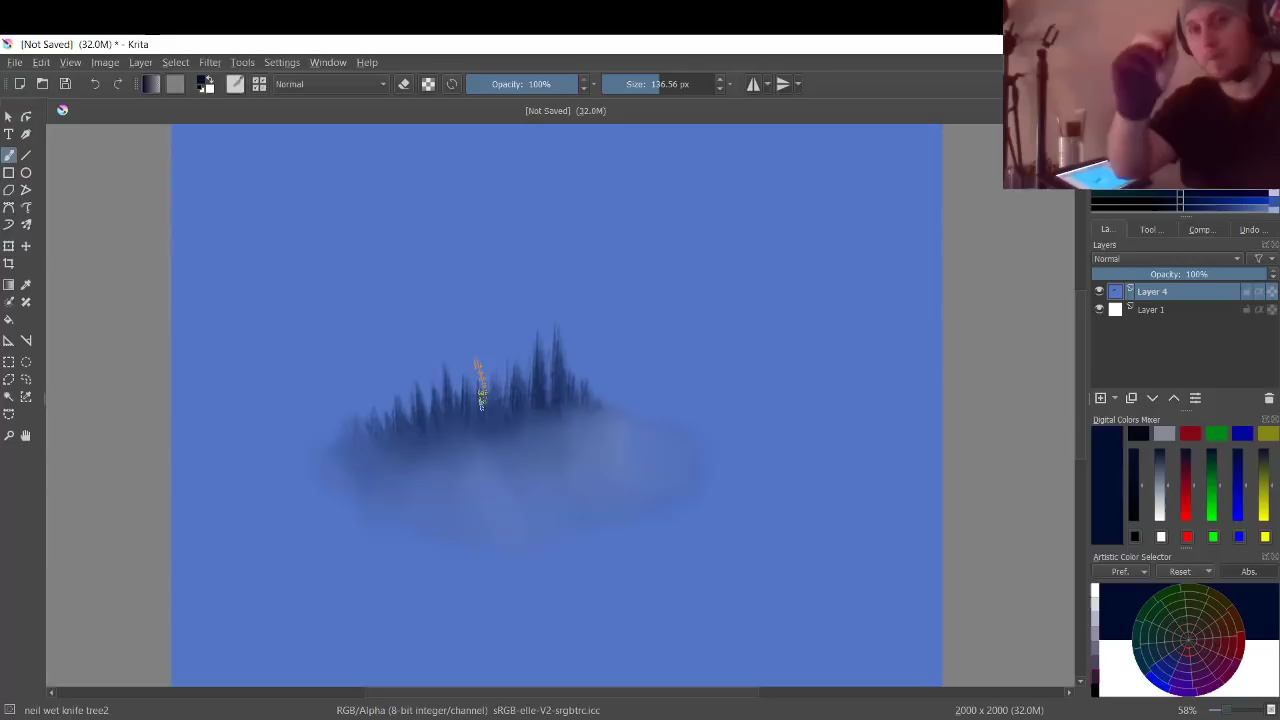 [Not Saved] (32.0M) * - Krita
File Edit View Image Layer Select Filter Tools Settings Window Help
Normal Opacity: 100% Size: 136.56 px
[Not Saved] (32.0M)
La... Tool ... Comp... Undo ...
Layers
Normal
Opacity: 100%
Layer 4
Layer 1
Digital Colors Mixer
Artistic Color Selector
Pref. Reset Abs.
neil wet knife tree2 RGB/Alpha (8-bit integer/channel) sRGB-elle-V2-srgbtrc.icc 2000 x 2000 (32.0M) 58%